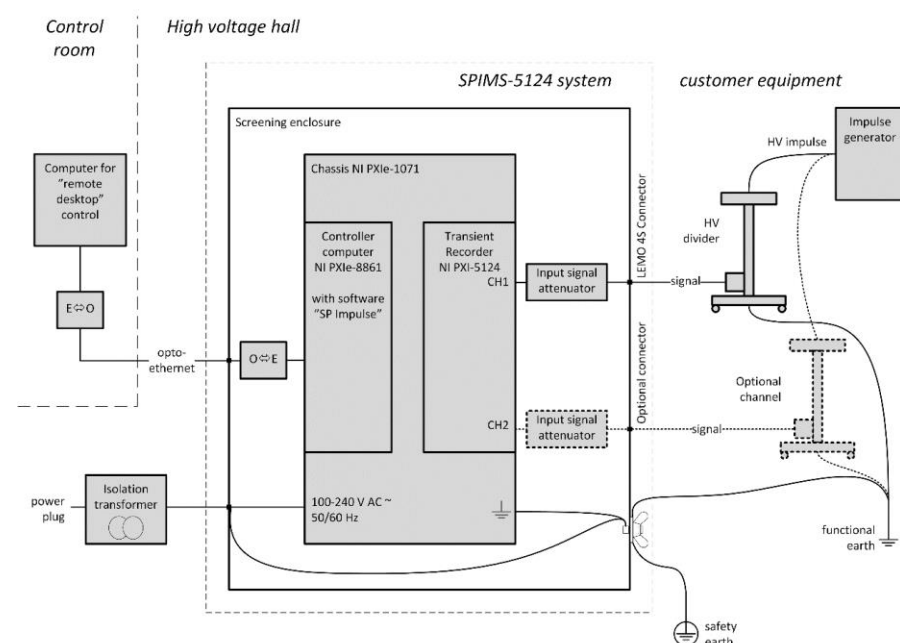 Control
room
High voltage hall
SPIMS-5124 system
customer equipment
Screening enclosure
Impulse
generator
HV impulse
Chassis NI PXIe-1071
Computer for
"remote
desktop"
control
LEMO 4S Connector
HV
divider
Controller
computer
NI PXIe-8861
with software
"SP Impulse"
Transient
Recorder
NI PXI-5124
CH1
Input signal
attenuator
signal
E⇔O
opto-
ethernet
O⇔E
Optional connector
Optional
channel
CH2
Input signal
attenuator
signal
power
plug
Isolation
transformer
100-240 V AC ~
50/60 Hz
functional
earth
safety
earth